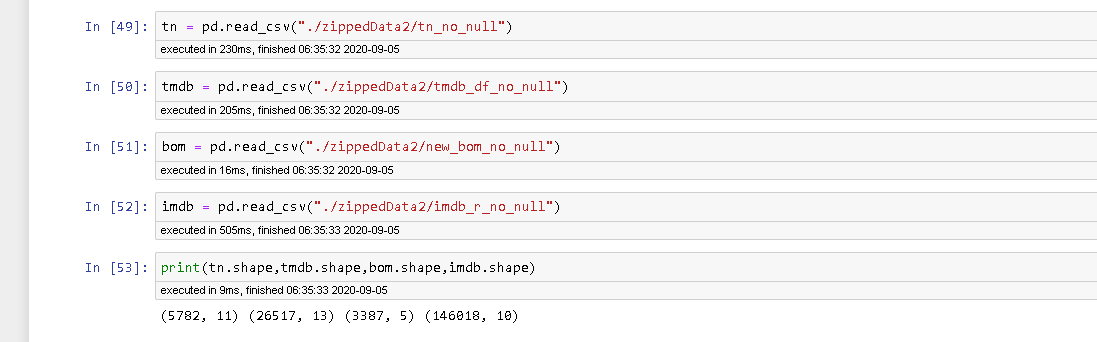 In [49]: tn = pd.read_csv("./zippedData2/tn_no_null")
executed in 230ms, finished 06:35:32 2020-09-05
In [50]: tmdb = pd.read_csv("./zippedData2/tmdb_df_no_null")
executed in 205ms, finished 06:35:32 2020-09-05
In [51]: bom = pd.read_csv("./zippedData2/new_bom_no_null")
executed in 16ms, finished 06:35:32 2020-09-05
In [52]: imdb = pd.read_csv("./zippedData2/imdb_r_no_null")
executed in 505ms, finished 06:35:33 2020-09-05
In [53]: print(tn.shape,tmdb.shape,bom.shape,imdb.shape)
executed in 9ms, finished 06:35:33 2020-09-05
(5782, 11) (26517, 13) (3387, 5) (146018, 10)